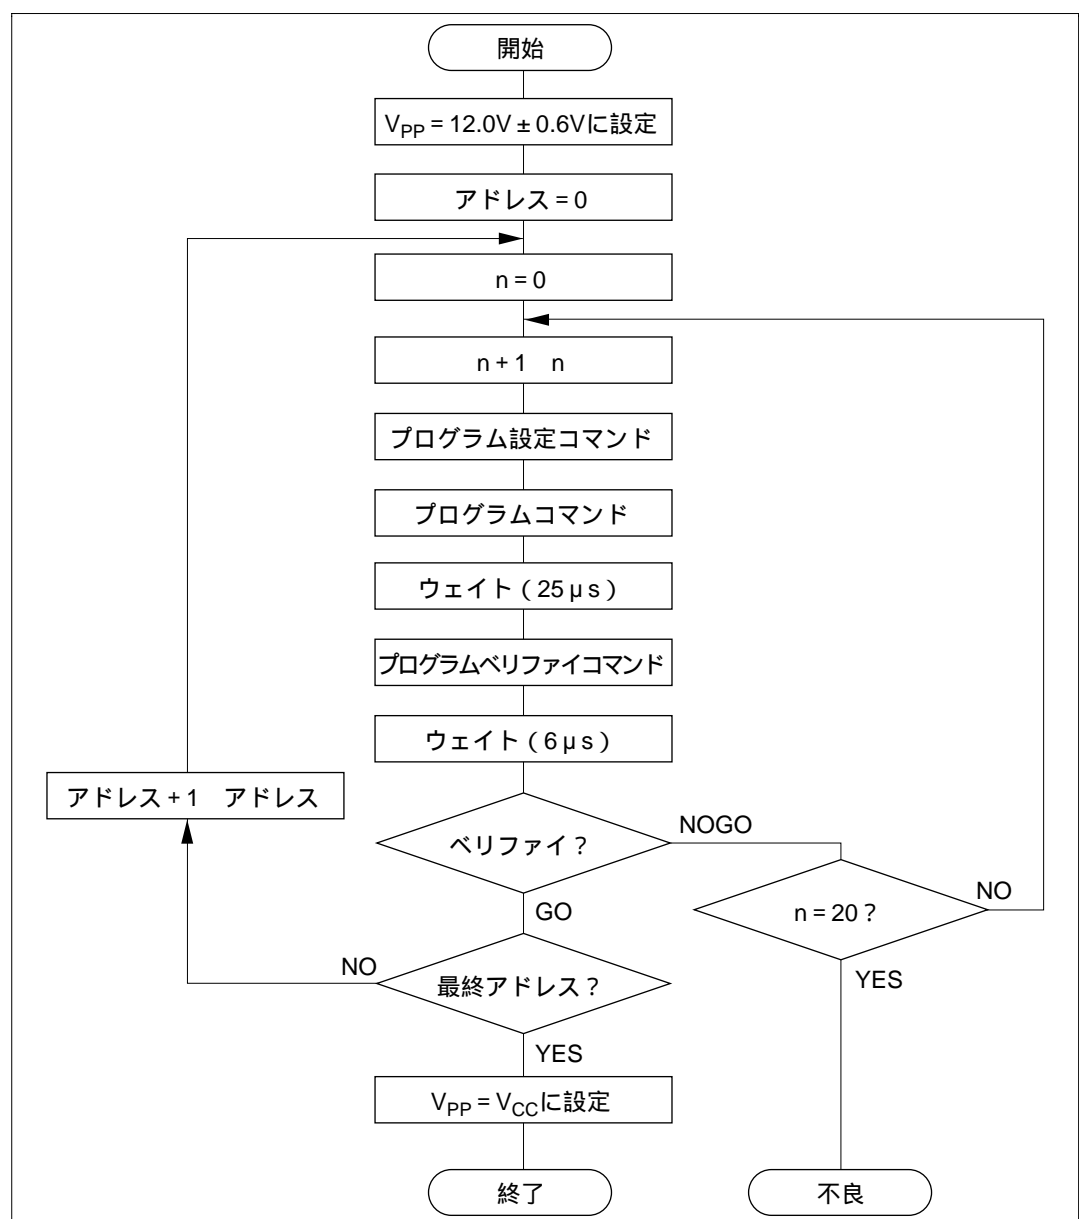 開始
VPP = 12.0V ± 0.6Vに設定
アドレス = 0
n = 0
n + 1　n
プログラム設定コマンド
プログラムコマンド
ウェイト（25 μs）
プログラムベリファイコマンド
ウェイト（6 μs）
アドレス + 1　アドレス
ベリファイ？
NOGO
n = 20？
NO
GO
NO
最終アドレス？
YES
YES
VPP = VCCに設定
終了
不良